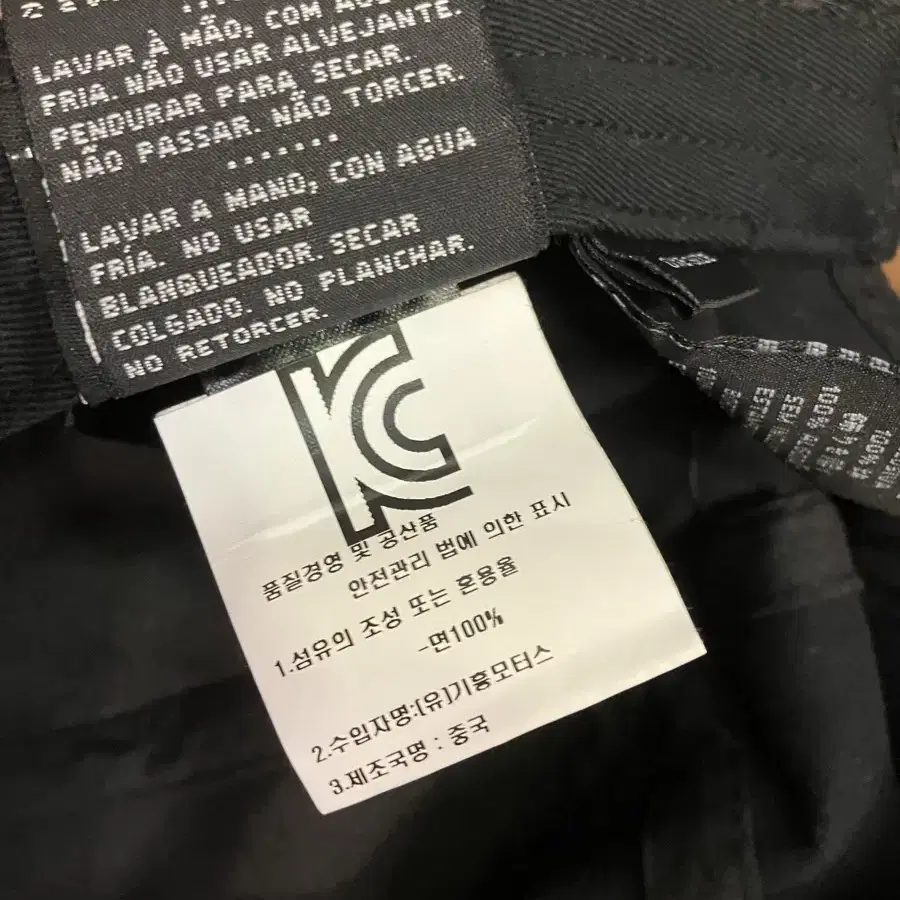 LAVAR À MÃO, COM
FRIA. NÃO USAR ALVEJANTE.
PENDURAR PARA SECAR.
NÃO PASSAR. NÃO TORCER.
.......
LAVAR A MANO, CON AGUA
FRÍA. NO USAR
BLANQUEADOR. SECAR
COLGADO. NO PLANCHAR.
NO RETORCER.
KC
품질경영 및 공산품
안전관리 법에 의한 표시
1.섬유의 조성 또는 혼용율
-면100%
2.수입자명:(유)기흥모터스
3.제조국명 : 중국